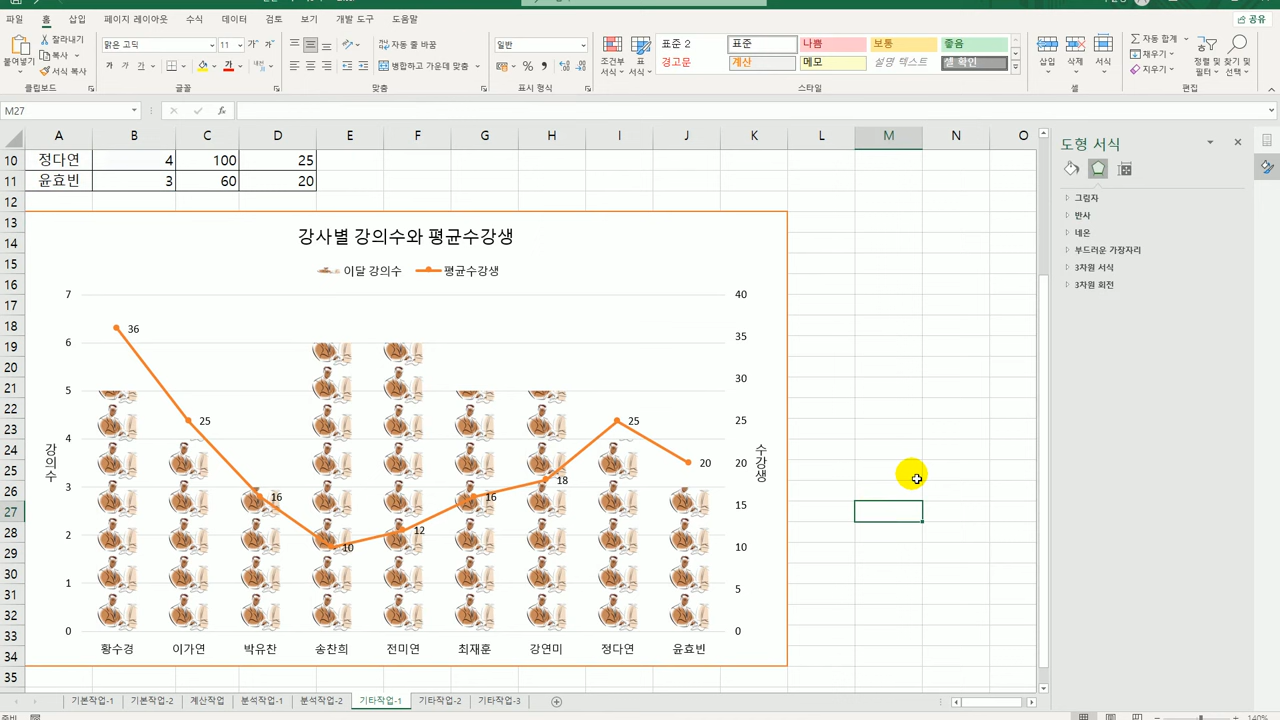 파일 홈 삽입 페이지 레이아웃 수식 데이터 검토 보기 개발 도구 도움말 공유
붙여넣기 잘라내기 복사 서식 복사
맑은 고딕 11
자동 줄 바꿈
병합하고 가운데 맞춤
일반
조건부 서식 표 서식
표준 2 표준 나쁨 보통 좋음
경고문 계산 메모 설명 텍스트 셀 확인
삽입 삭제 서식
자동 합계 채우기 지우기
정렬 및 필터 찾기 및 선택
클립보드 글꼴 맞춤 표시 형식 스타일 셀 편집
M27
A B C D E F G H I J K L M N O
10 정다연 4 100 25
11 윤효빈 3 60 20
12
13
14
15
16
17
18
19
20
21
22
23
24
25
26
27
28
29
30
31
32
33
34
35
강사별 강의수와 평균수강생
이달 강의수 평균수강생
7
6
5
4
3
2
1
0
강의수
36
25
16
10
12
16
18
25
20
40
35
30
25
20
15
10
5
0
수강생
황수경 이가연 박유찬 송찬희 전미연 최재훈 강연미 정다연 윤효빈
도형 서식
그림자
반사
네온
부드러운 가장자리
3차원 서식
3차원 회전
기본작업-1 기본작업-2 계산작업 분석작업-1 분석작업-2 기타작업-1 기타작업-2 기타작업-3
140%